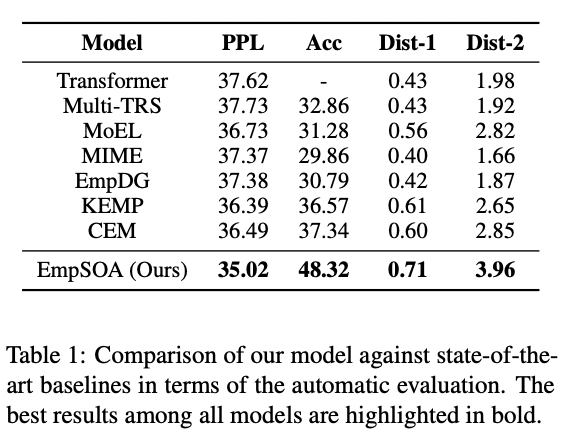 Model PPL Acc Dist-1 Dist-2
Transformer 37.62 - 0.43 1.98
Multi-TRS 37.73 32.86 0.43 1.92
MoEL 36.73 31.28 0.56 2.82
MIME 37.37 29.86 0.40 1.66
EmpDG 37.38 30.79 0.42 1.87
KEMP 36.39 36.57 0.61 2.65
CEM 36.49 37.34 0.60 2.85
EmpSOA (Ours) 35.02 48.32 0.71 3.96
Table 1: Comparison of our model against state-of-the-
art baselines in terms of the automatic evaluation. The
best results among all models are highlighted in bold.